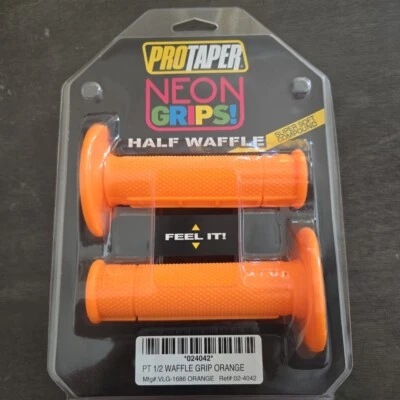 PROTAPER
NEON
GRIPS!
HALF WAFFLE
SUPER SOFT
COMPOUND
FEEL IT!
*024042*
PT 1/2 WAFFLE GRIP ORANGE
Mfg#:VLG-1686 ORANGE Ref#:02-4042